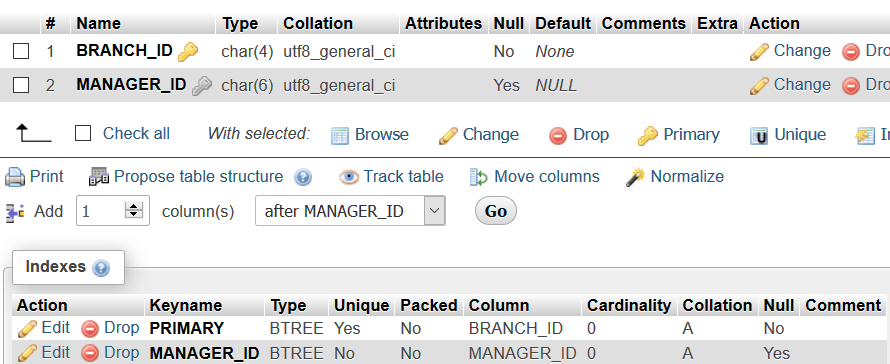 # Name Type Collation Attributes Null Default Comments Extra Action
1 BRANCH_ID char(4) utf8_general_ci No None Change Dro
2 MANAGER_ID char(6) utf8_general_ci Yes NULL Change Dro
Check all With selected: Browse Change Drop Primary U Unique In
Print Propose table structure ? Track table Move columns Normalize
Add 1 column(s) after MANAGER_ID Go
Indexes ?
Action Keyname Type Unique Packed Column Cardinality Collation Null Comment
Edit Drop PRIMARY BTREE Yes No BRANCH_ID 0 A No
Edit Drop MANAGER_ID BTREE No No MANAGER_ID 0 A Yes